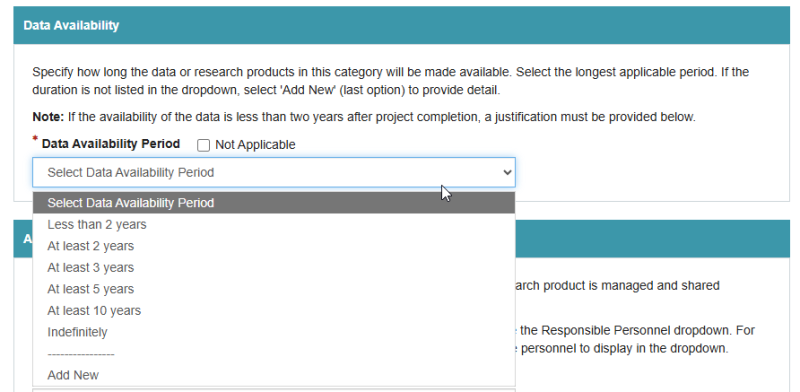 Data Availability
Specify how long the data or research products in this category will be made available. Select the longest applicable period. If the
duration is not listed in the dropdown, select 'Add New' (last option) to provide detail.
Note: If the availability of the data is less than two years after project completion, a justification must be provided below.
* Data Availability Period Not Applicable
Select Data Availability Period
Select Data Availability Period
Less than 2 years
At least 2 years
At least 3 years
At least 5 years
At least 10 years
Indefinitely
----------------
Add New
A
arch product is managed and shared
the Responsible Personnel dropdown. For
personnel to display in the dropdown.